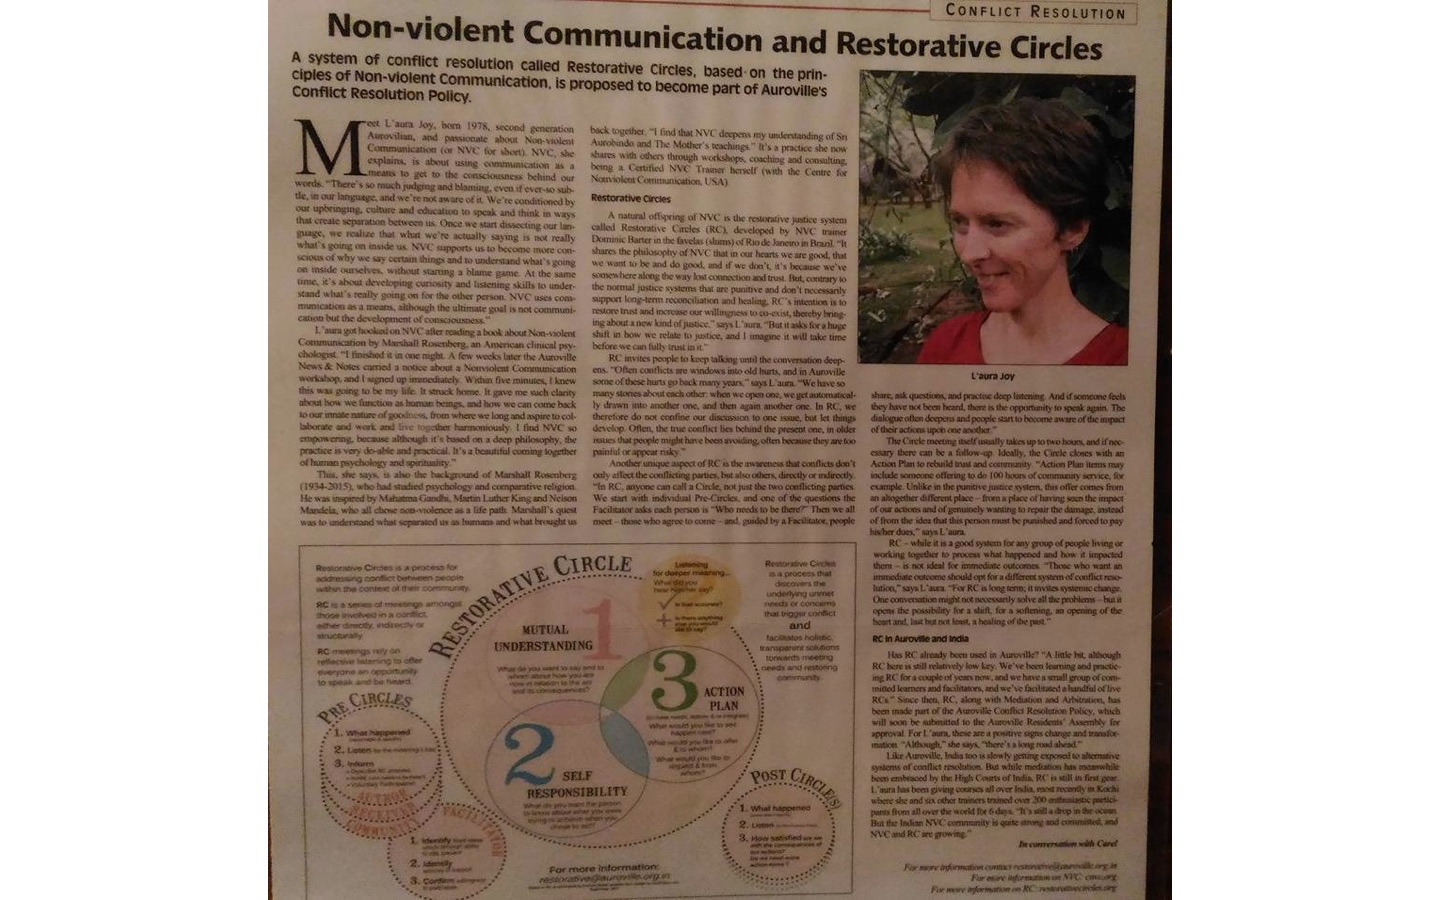 CONFLICT RESOLUTION
Non-violent Communication and Restorative Circles
A system of conflict resolution called Restorative Circles, based on the prin-
ciples of Non-violent Communication, is proposed to become part of Auroville's
Conflict Resolution Policy.
Meet L'aura Joy, born 1978, second generation
Aurovilian, and passionate about Non-violent
Communication (or NVC for short). NVC, she
explains, is about using communication as a
means to get to the consciousness behind our
words. "There's so much judging and blaming, even if ever-so sub-
tle, in our language, and we're not aware of it. We're conditioned by
our upbringing, culture and education to speak and think in ways
that create separation between us. Once we start dissecting our lan-
guage, we realize that what we're actually saying is not really
what's going on inside us. NVC supports us to become more con-
scious of why we say certain things and to understand what's going
on inside ourselves, without starting a blame game. At the same
time, it's about developing curiosity and listening skills to under-
stand what's really going on for the other person. NVC uses com-
munication as a means, although the ultimate goal is not communi-
cation but the development of consciousness."
L'aura got hooked on NVC after reading a book about Non-violent
Communication by Marshall Rosenberg, an American clinical psy-
chologist. "I finished it in one night. A few weeks later the Auroville
News & Notes carried a notice about a Nonviolent Communication
workshop, and I signed up immediately. Within five minutes, I knew
this was going to be my life. It struck home. It gave me such clarity
about how we function as human beings, and how we can come back
to our innate nature of goodness, from where we long and aspire to col-
laborate and work and live together harmoniously. I find NVC so
empowering, because although it's based on a deep philosophy, the
practice is very do-able and practical. It's a beautiful coming together
of human psychology and spirituality."
This, she says, is also the background of Marshall Rosenberg
(1934-2015), who had studied psychology and comparative religion.
He was inspired by Mahatma Gandhi, Martin Luther King and Nelson
Mandela, who all chose non-violence as a life path. Marshall's quest
was to understand what separated us as humans and what brought us
back together. "I find that NVC deepens my understanding of Sri
Aurobindo and The Mother's teachings." It's a practice she now
shares with others through workshops, coaching and consulting,
being a Certified NVC Trainer herself (with the Centre for
Nonviolent Communication, USA)
Restorative Circles
A natural offspring of NVC is the restorative justice system
called Restorative Circles (RC), developed by NVC trainer
Dominic Barter in the favelas (slums) of Rio de Janeiro in Brazil. "It
shares the philosophy of NVC that in our hearts we are good, that
we want to be and do good, and if we don't, it's because we've
somewhere along the way lost connection and trust. But, contrary to
the normal justice systems that are punitive and don't necessarily
support long-term reconciliation and healing, RC's intention is to
restore trust and increase our willingness to co-exist, thereby bring-
ing about a new kind of justice," says L'aura. "But it asks for a huge
shift in how we relate to justice, and I imagine it will take time
before we can fully trust in it."
RC invites people to keep talking until the conversation deep-
ens. "Often conflicts are windows into old hurts, and in Auroville
some of these hurts go back many years," says L'aura. "We have so
many stories about each other: when we open one, we get automatical-
ly drawn into another one, and then again another one. In RC, we
therefore do not confine our discussion to one issue, but let things
develop. Often, the true conflict lies behind the present one, in older
issues that people might have been avoiding, often because they are too
painful or appear risky."
Another unique aspect of RC is the awareness that conflicts don't
only affect the conflicting parties, but also others, directly or indirectly.
"In RC, anyone can call a Circle, not just the two conflicting parties.
We start with individual Pre-Circles, and one of the questions the
Facilitator asks each person is "Who needs to be there?" Then we all
meet – those who agree to come – and, guided by a Facilitator, people
L'aura Joy
share, ask questions, and practise deep listening. And if someone feels
they have not been heard, there is the opportunity to speak again. The
dialogue often deepens and people start to become aware of the impact
of their actions upon one another."
The Circle meeting itself usually takes up to two hours, and if nec-
essary there can be a follow-up. Ideally, the Circle closes with an
Action Plan to rebuild trust and community. "Action Plan items may
include someone offering to do 100 hours of community service, for
example. Unlike in the punitive justice system, this offer comes from
an altogether different place – from a place of having seen the impact
of our actions and of genuinely wanting to repair the damage, instead
of from the idea that this person must be punished and forced to pay
his/her dues," says L'aura.
RC – while it is a good system for any group of people living or
working together to process what happened and how it impacted
them – is not ideal for immediate outcomes. "Those who want an
immediate outcome should opt for a different system of conflict reso-
lution," says L'aura. "For RC is long term; it invites systemic change.
One conversation might not necessarily solve all the problems – but it
opens the possibility for a shift, for a softening, an opening of the
heart and, last but not least, a healing of the past."
RC in Auroville and India
Has RC already been used in Auroville? "A little bit, although
RC here is still relatively low key. We've been learning and practic-
ing RC for a couple of years now, and we have a small group of com-
mitted learners and facilitators, and we've facilitated a handful of live
RCs." Since then, RC, along with Mediation and Arbitration, has
been made part of the Auroville Conflict Resolution Policy, which
will soon be submitted to the Auroville Residents' Assembly for
approval. For L'aura, these are a positive signs change and transfor-
mation. "Although," she says, "there's a long road ahead."
Like Auroville, India too is slowly getting exposed to alternative
systems of conflict resolution. But while mediation has meanwhile
been embraced by the High Courts of India, RC is still in first gear.
L'aura has been giving courses all over India, most recently in Kochi
where she and six other trainers trained over 200 enthusiastic partici-
pants from all over the world for 6 days. "It's still a drop in the ocean.
But the Indian NVC community is quite strong and committed, and
NVC and RC are growing."
In conversation with Carel
For more information contact restorative@auroville.org.in
For more information on NVC: cnvc.org
For more information on RC: restorativecircles.org
Restorative Circles is a process for
addressing conflict between people
within the context of their community.
RC is a series of meetings amongst
those involved in a conflict,
either directly, indirectly or
structurally.
RC meetings rely on
reflective listening to offer
everyone an opportunity
to speak and be heard.
RESTORATIVE CIRCLE
Listening
for deeper meaning...
What did you
hear him/her say?
Is that accurate?
Is there anything
else you would
like to say?
Restorative Circles
is a process that
discovers the
underlying unmet
needs or concerns
that trigger conflict
and
facilitates holistic,
transparent solutions
towards meeting
needs and restoring
community.
1
MUTUAL
UNDERSTANDING
What do you want to say and to
whom about how you are
now in relation to the act
and its consequences?
3
ACTION
PLAN
What would you like to see
happen next?
What would you like to offer
& to whom?
What would you like to
request & from
whom?
2
SELF
RESPONSIBILITY
What do you want the person
to know about what you were
trying to achieve when you
chose to act?
PRE CIRCLES
1. What happened
2. Listen
3. Inform
AUTHOR
RECEIVER
COMMUNITY
FACILITATOR
1. Identify
2. Identify
3. Confirm
POST CIRCLE(S)
1. What happened
2. Listen
3. How satisfied are we
with the consequences of
our actions?
Do we need more
action items?
For more information:
restorative@auroville.org.in